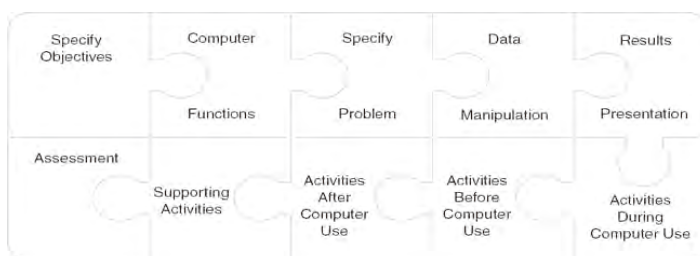 Specify
Objectives
Computer
Functions
Specify
Problem
Data
Manipulation
Results
Presentation
Assessment
Supporting
Activities
Activities
After
Computer
Use
Activities
Before
Computer
Use
Activities
During
Computer Use